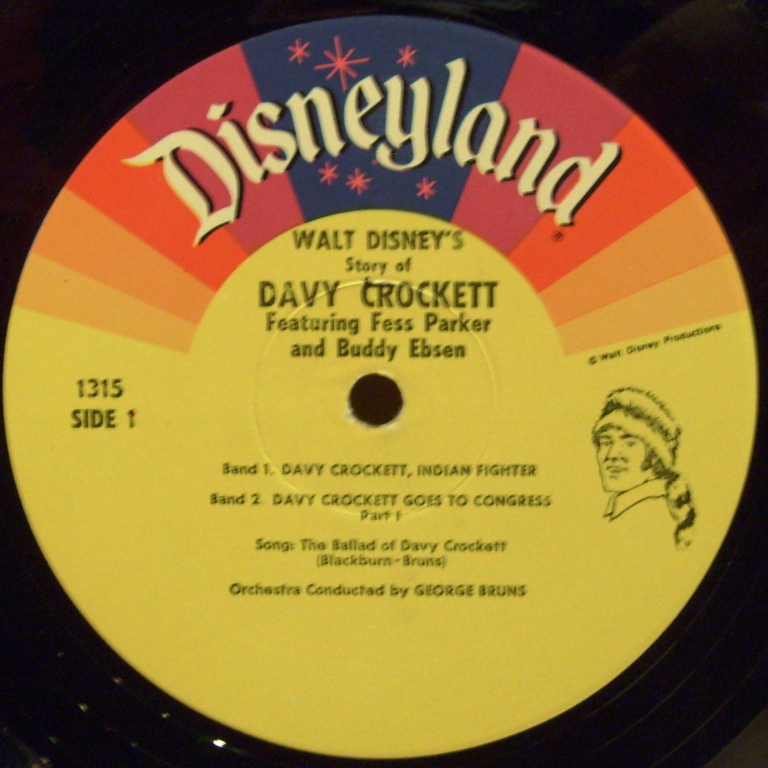 Disneyland
®
WALT DISNEY'S
Story of
DAVY CROCKETT
Featuring Fess Parker
and Buddy Ebsen
© Walt Disney Productions
1315
SIDE 1
Band 1. DAVY CROCKETT, INDIAN FIGHTER
Band 2. DAVY CROCKETT GOES TO CONGRESS
Part I
Song: The Ballad of Davy Crockett
(Blackburn-Bruns)
Orchestra Conducted by GEORGE BRUNS